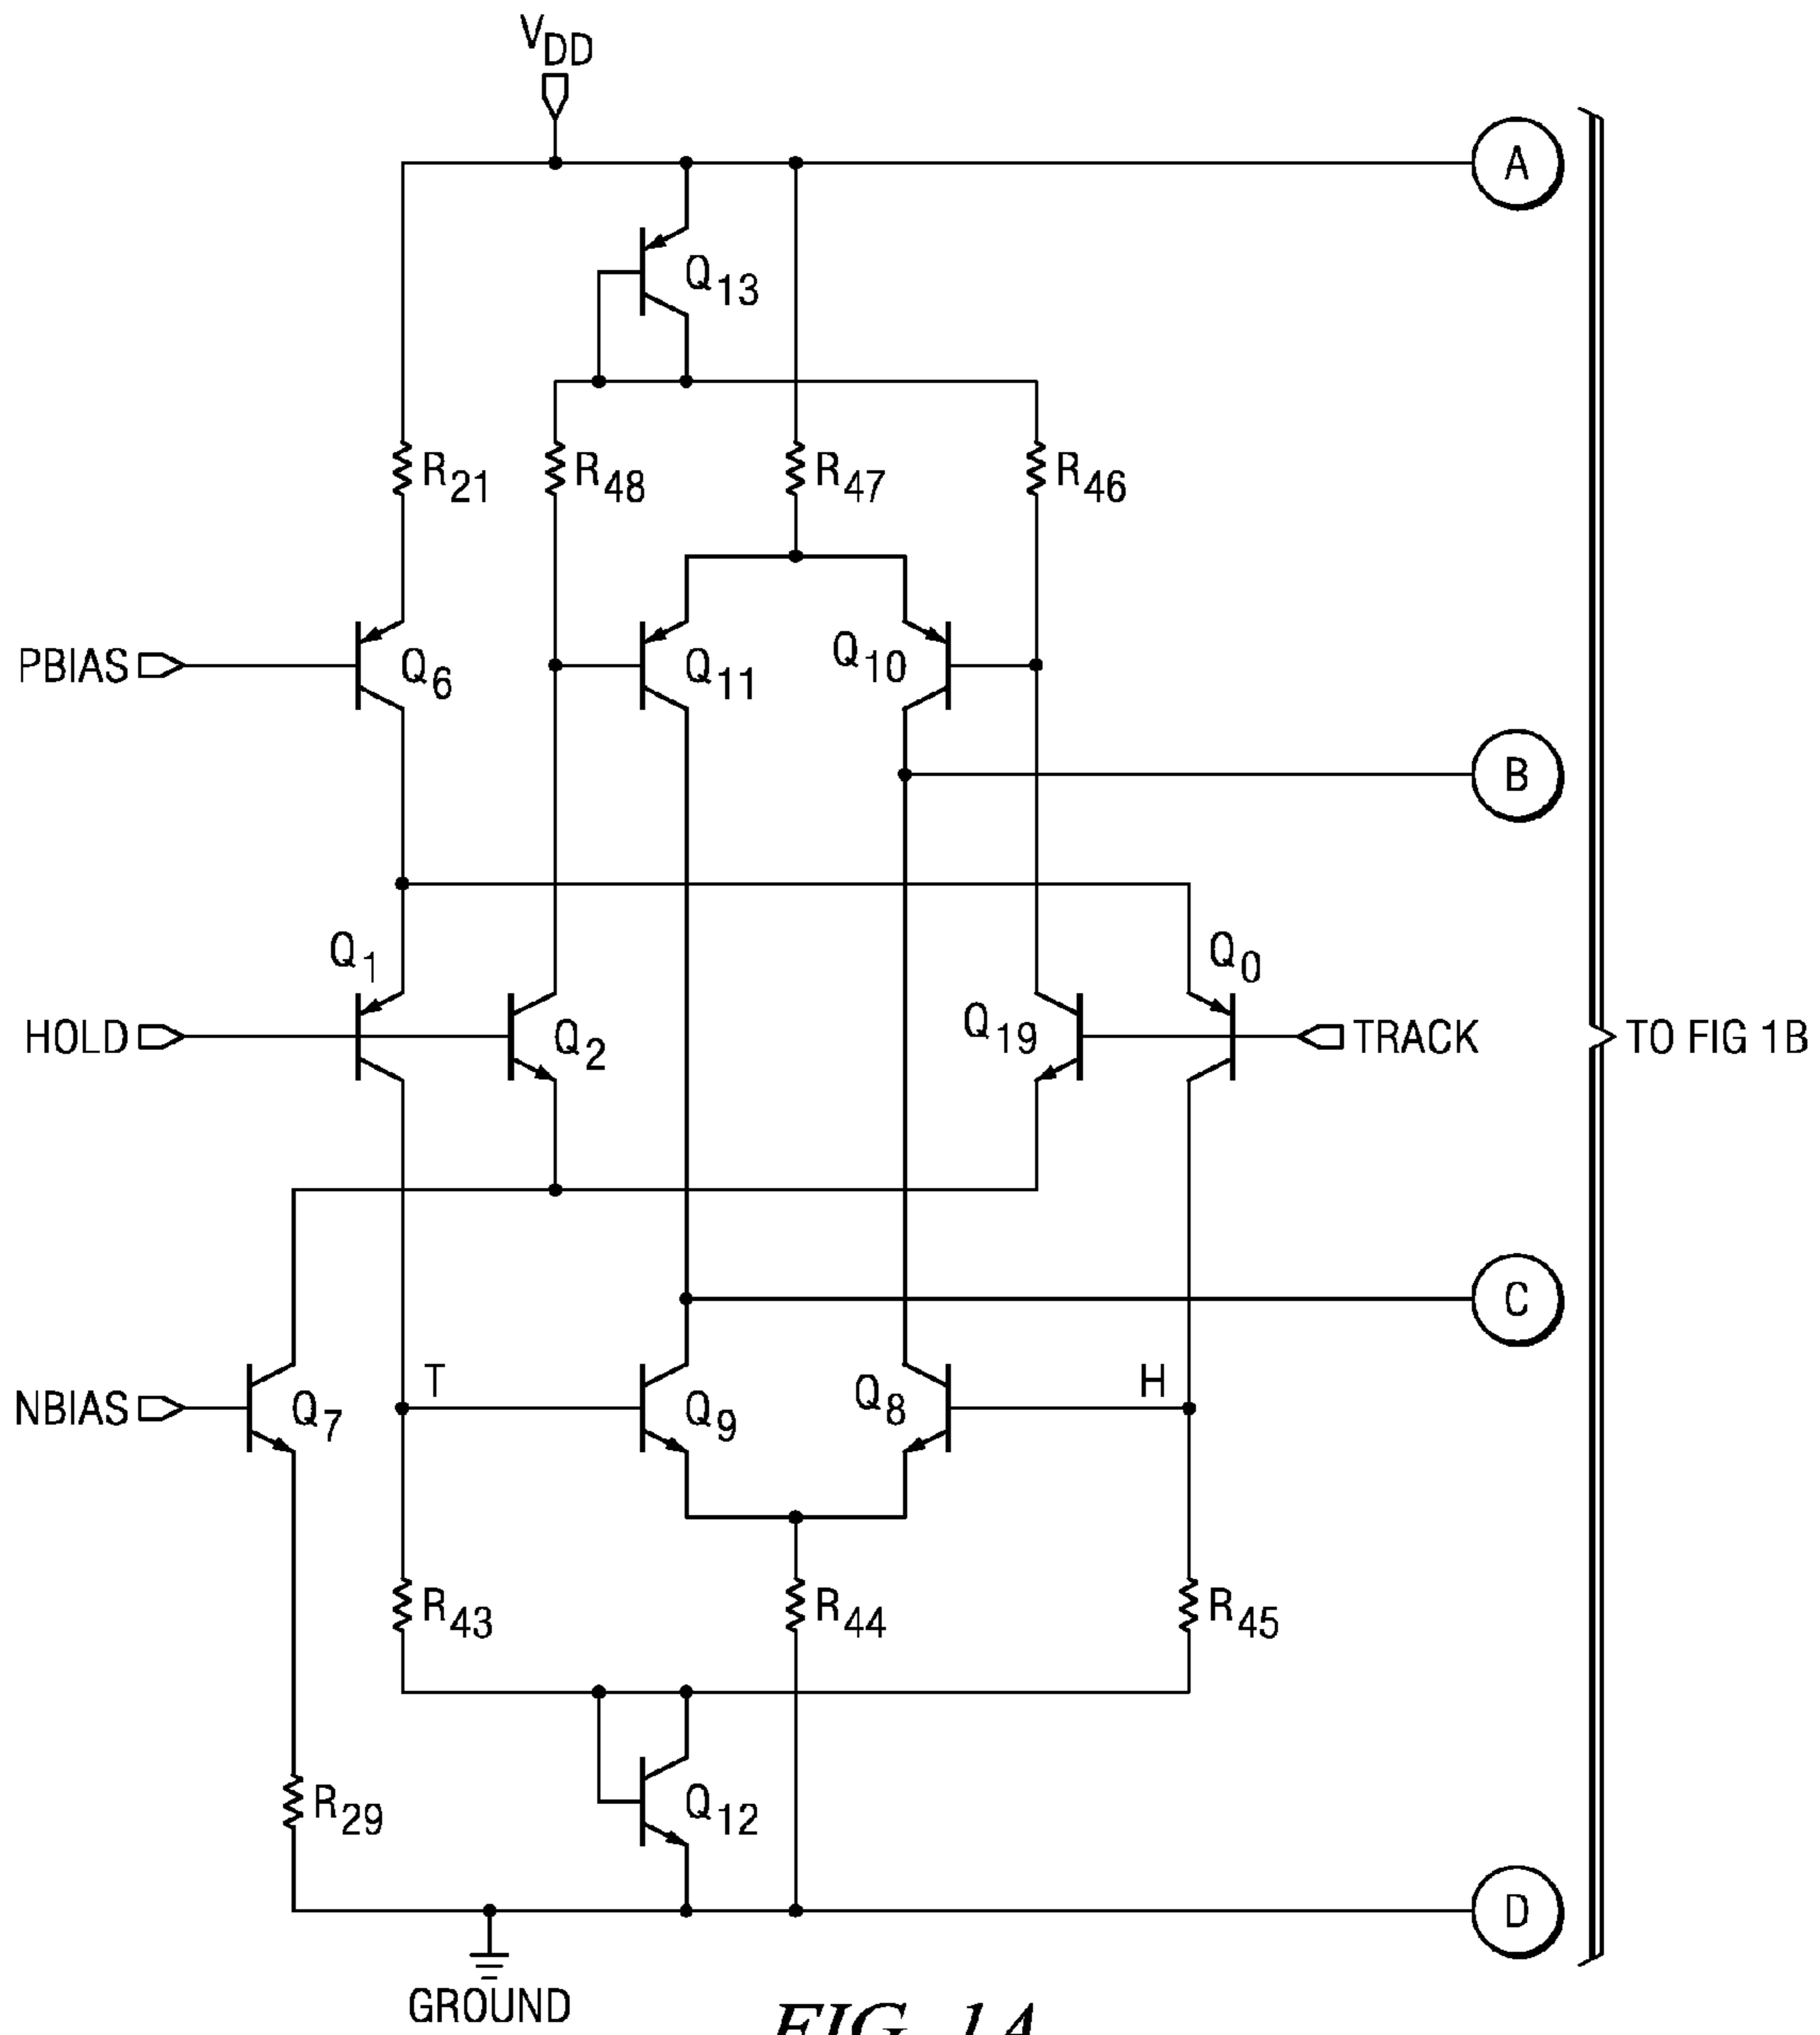 VDD
A
Q13
R21
R48
R47
R46
PBIAS
Q6
Q11
Q10
B
Q1
Q0
HOLD
Q2
Q19
TRACK
TO FIG 1B
C
T
H
NBIAS
Q7
Q9
Q8
R43
R44
R45
R29
Q12
D
GROUND
FIG. 1A